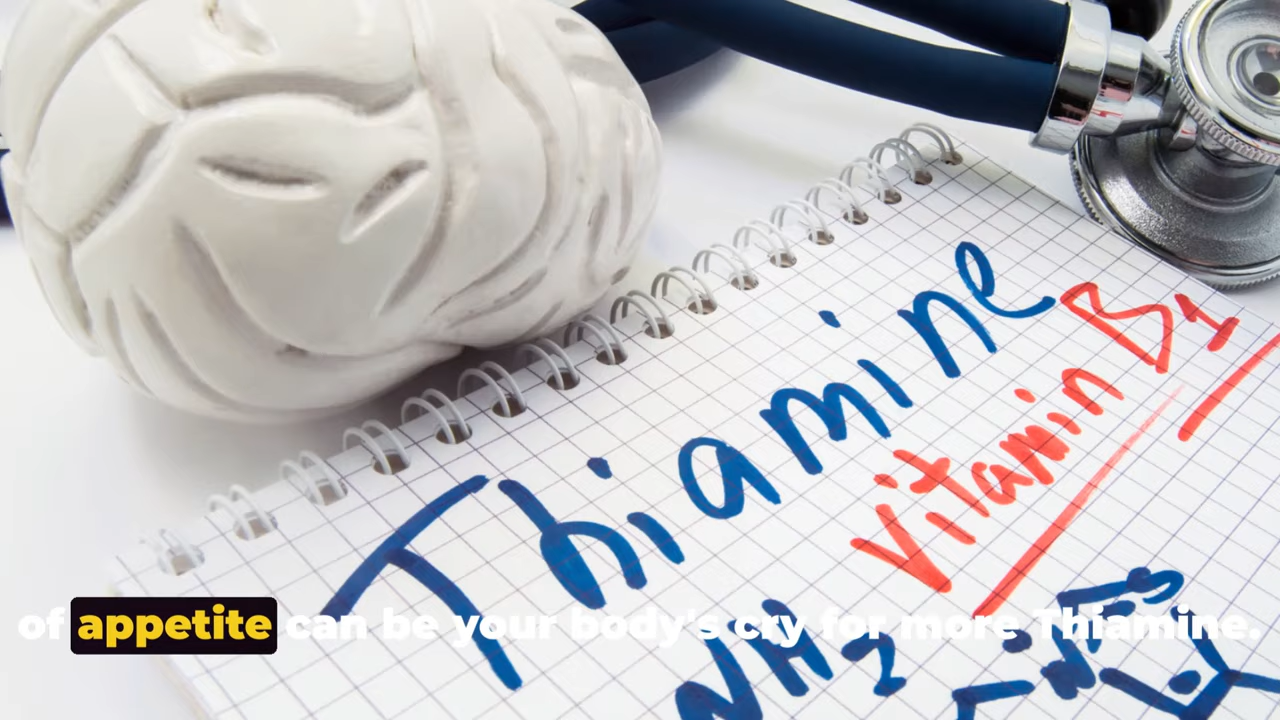 Thiamine
Vitamin B1
NH2
N
S
of appetite can be your body's cry for more Thiamine.